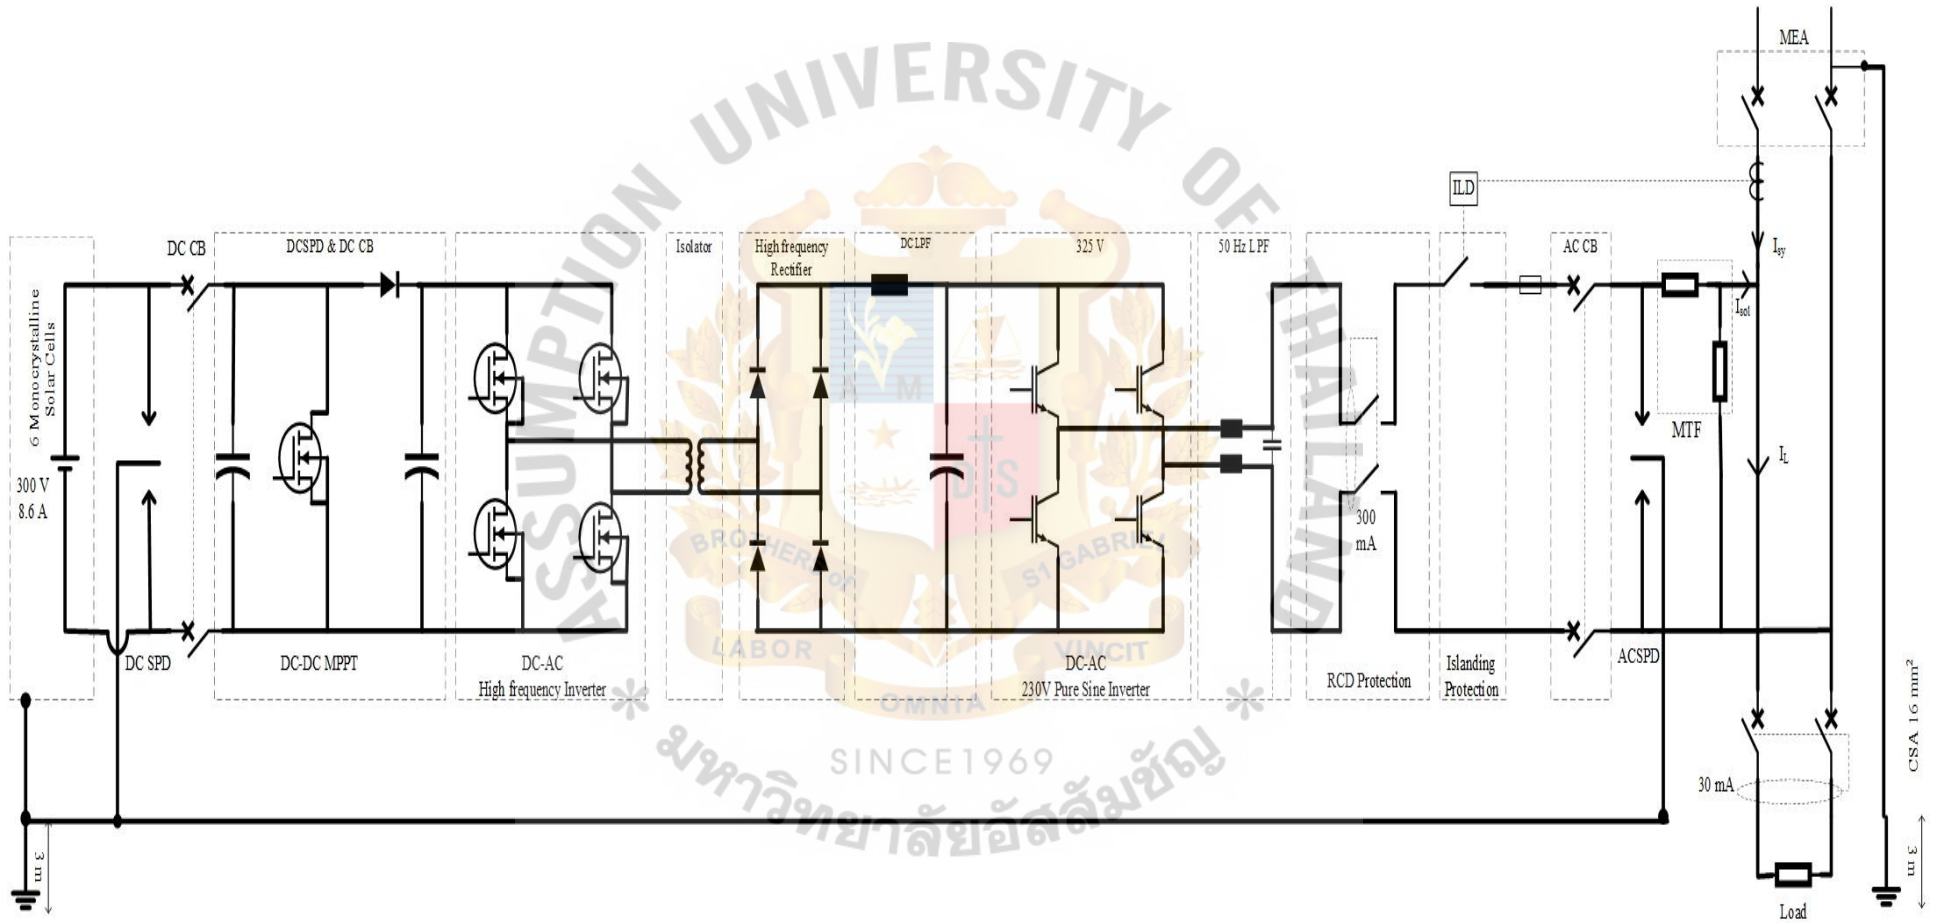 MEA
ILD
I_sy
6 Monocrystalline
Solar Cells
300 V
8.6 A
DC CB
DCSPD & DC CB
Isolator
High frequency
Rectifier
DC LPF
325 V
50 Hz LPF
AC CB
I_sol
MTF
I_L
300
mA
DC SPD
DC-DC MPPT
DC-AC
High frequency Inverter
DC-AC
230V Pure Sine Inverter
RCD Protection
Islanding
Protection
ACSPD
CSA 16 mm²
30 mA
3 m
3 m
Load
ASSUMPTION UNIVERSITY OF THAILAND
A M
D S
BROTHERS OF
ST GABRIEL
LABOR
VINCIT
OMNIA
SINCE1969
* มหาวิทยาลัยอัสสัมชัญ *